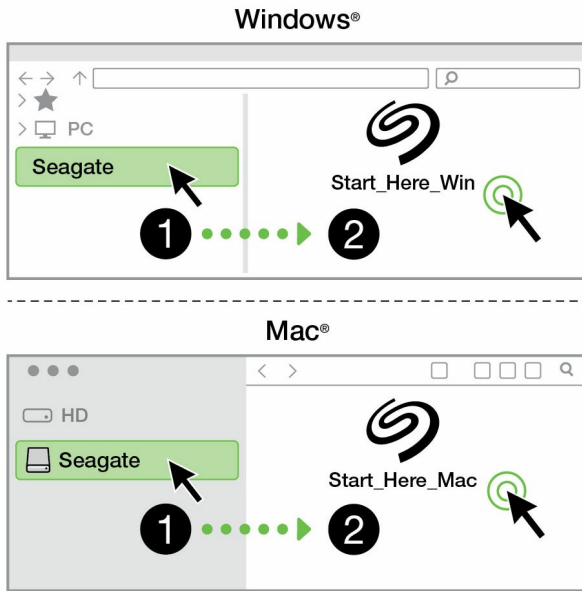 Windows®
PC
Seagate
Start_Here_Win
1 2
Mac®
HD
Seagate
Start_Here_Mac
1 2